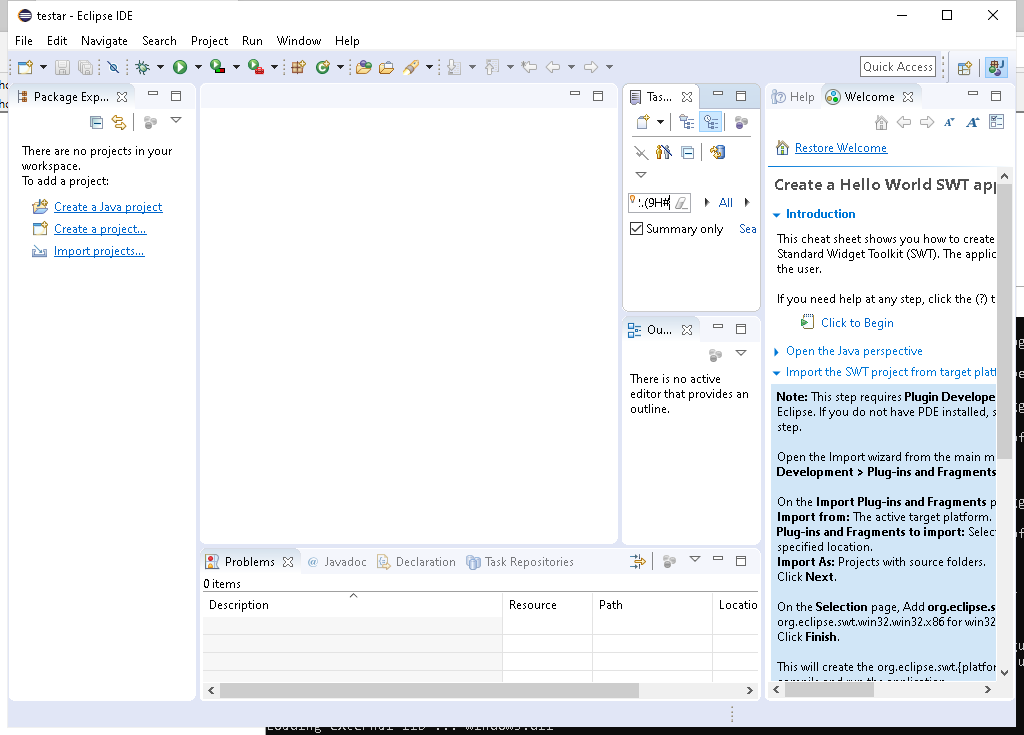 testar - Eclipse IDE
File Edit Navigate Search Project Run Window Help
Quick Access
Package Exp...
There are no projects in your
workspace.
To add a project:
Create a Java project
Create a project...
Import projects...
Tas...
':.(9H#
All
Summary only
Sea
Ou...
There is no active
editor that provides an
outline.
Help
Welcome
Restore Welcome
Create a Hello World SWT app
Introduction
This cheat sheet shows you how to create
Standard Widget Toolkit (SWT). The applic
the user.
If you need help at any step, click the (?) t
Click to Begin
Open the Java perspective
Import the SWT project from target platf
Note: This step requires Plugin Develope
Eclipse. If you do not have PDE installed, s
step.
Open the Import wizard from the main m
Development > Plug-ins and Fragments
On the Import Plug-ins and Fragments p
Import from: The active target platform.
Plug-ins and Fragments to import: Selec
specified location.
Import As: Projects with source folders.
Click Next.
On the Selection page, Add org.eclipse.s
org.eclipse.swt.win32.win32.x86 for win32
Click Finish.
This will create the org.eclipse.swt.{platfor
compile and run the application
Problems
@ Javadoc
Declaration
Task Repositories
0 items
Description Resource Path Locatio
Loading external lib ... windows.dll